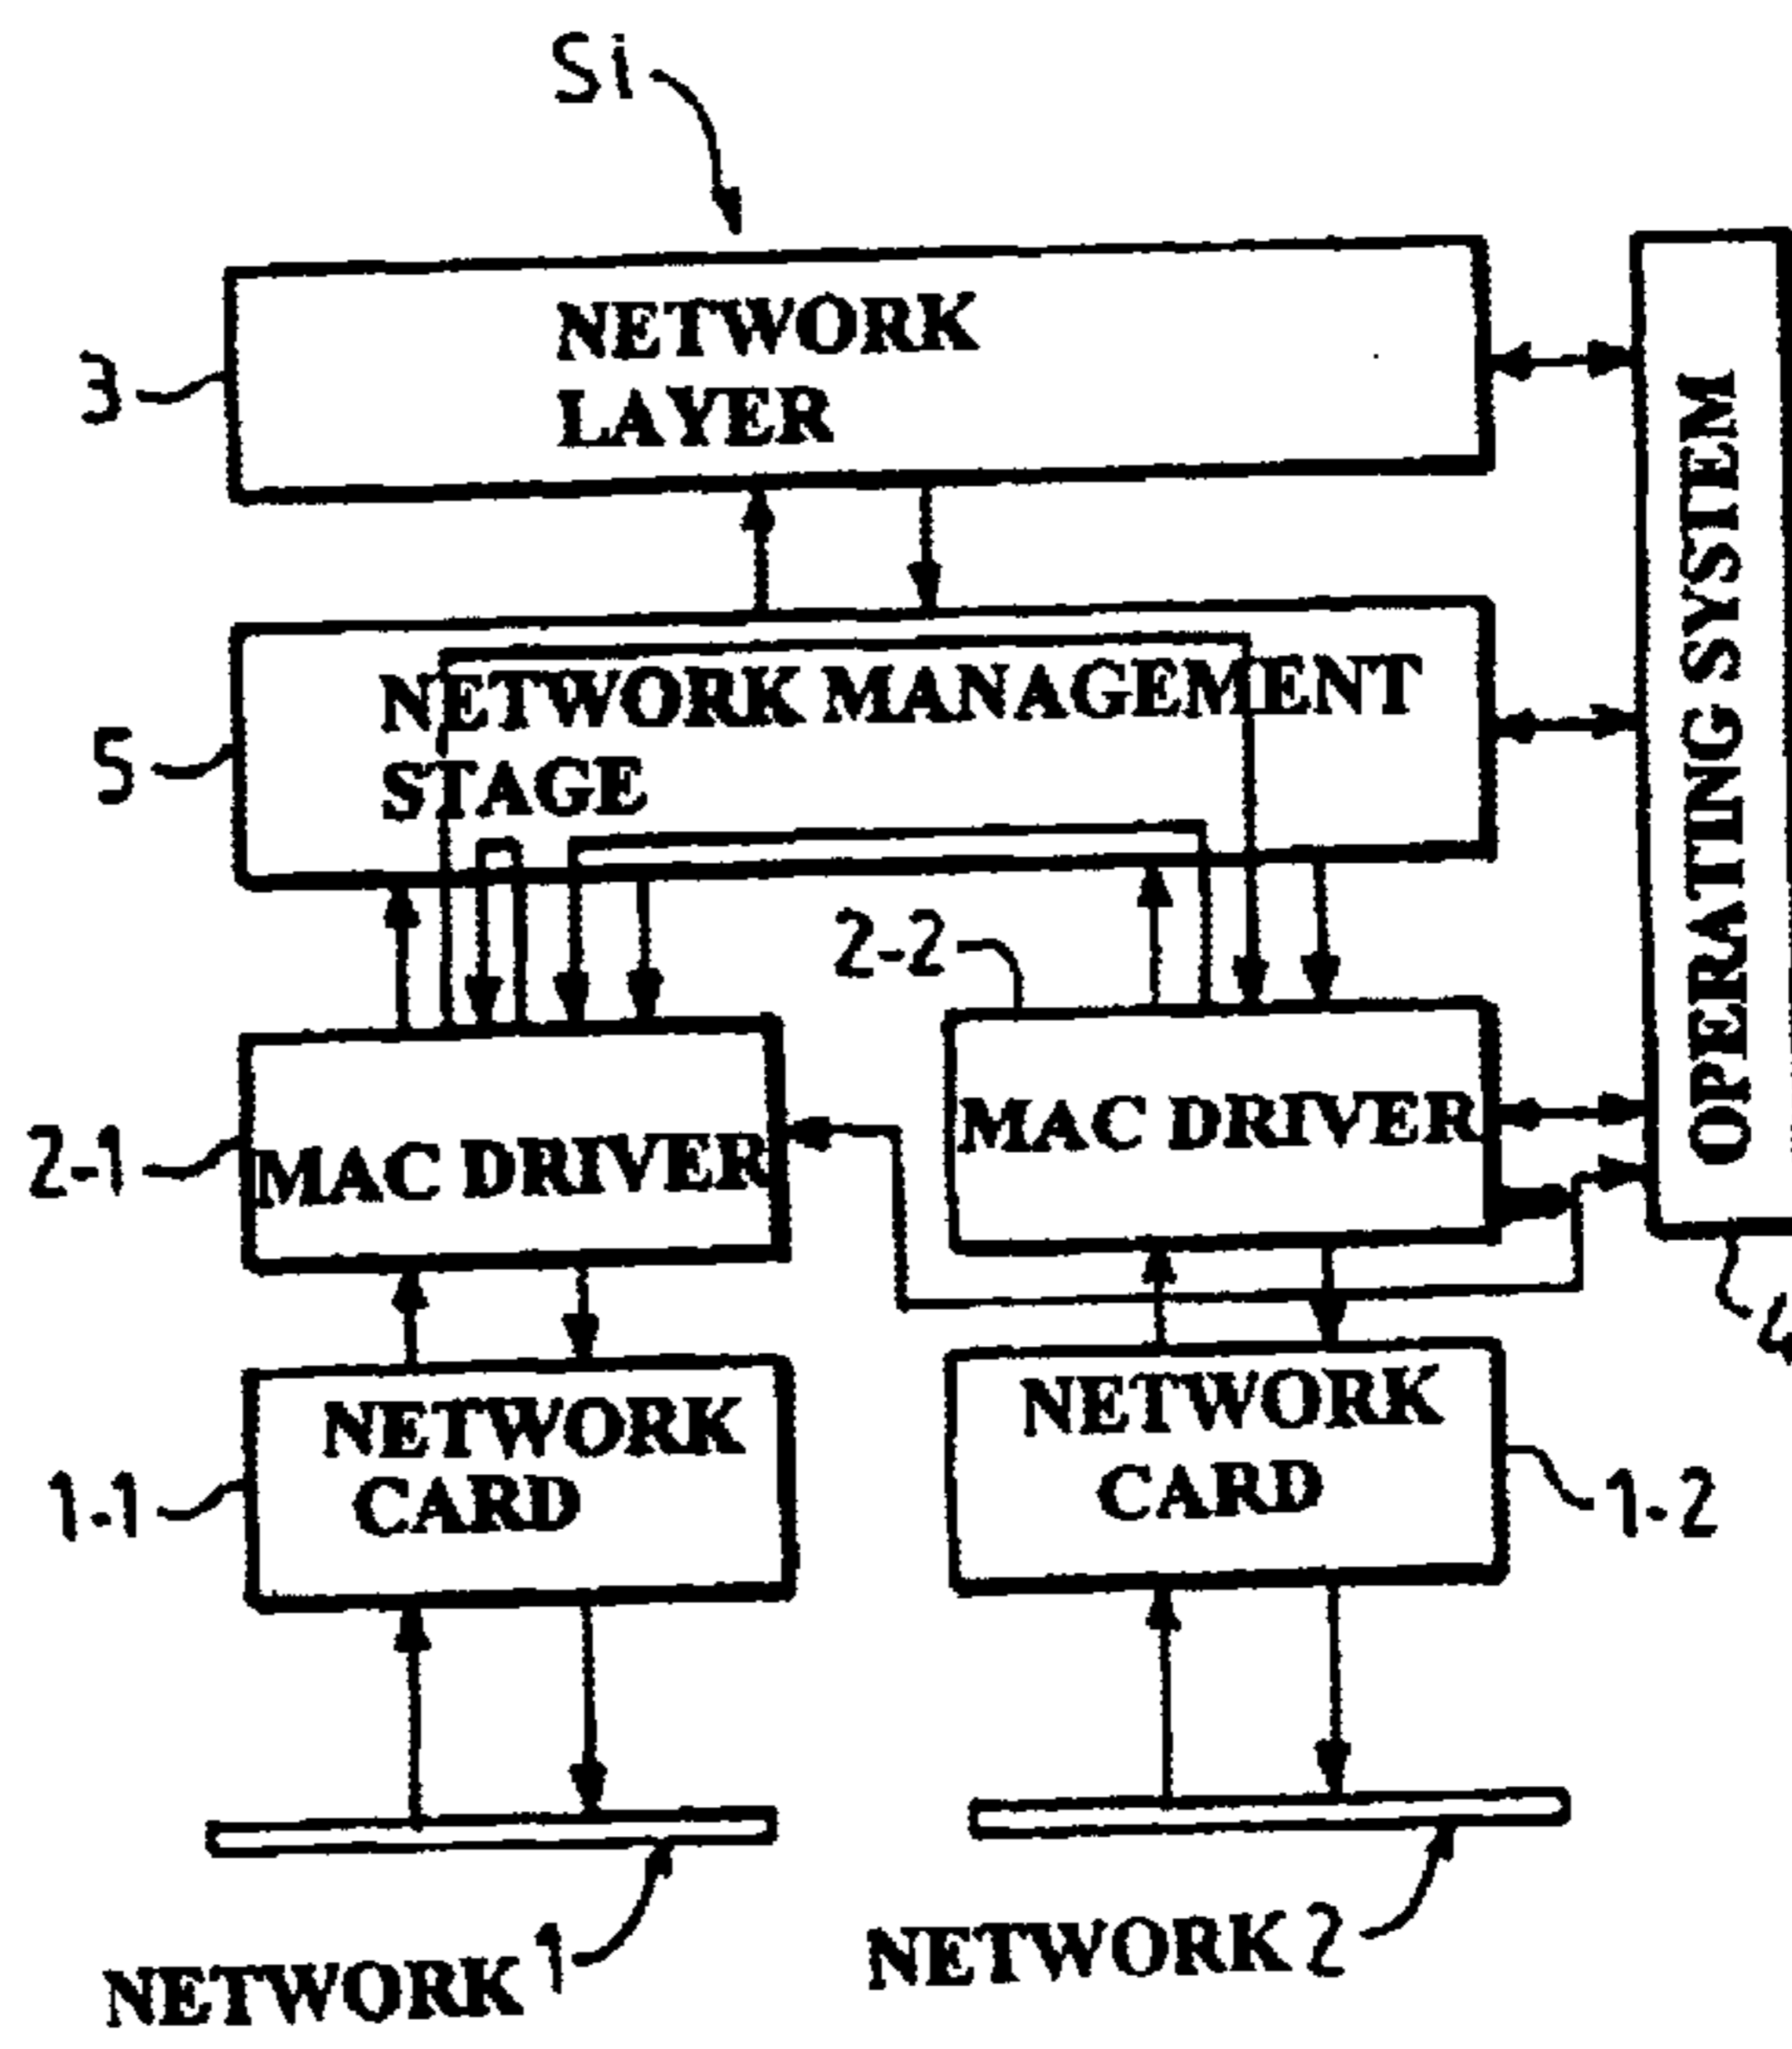 Si
NETWORK
LAYER
3
NETWORK MANAGEMENT
STAGE
5
OPERATING SYSTEM
2-2
MAC DRIVER
2-1
MAC DRIVER
4
NETWORK
CARD
1-1
NETWORK
CARD
1-2
NETWORK 1
NETWORK 2